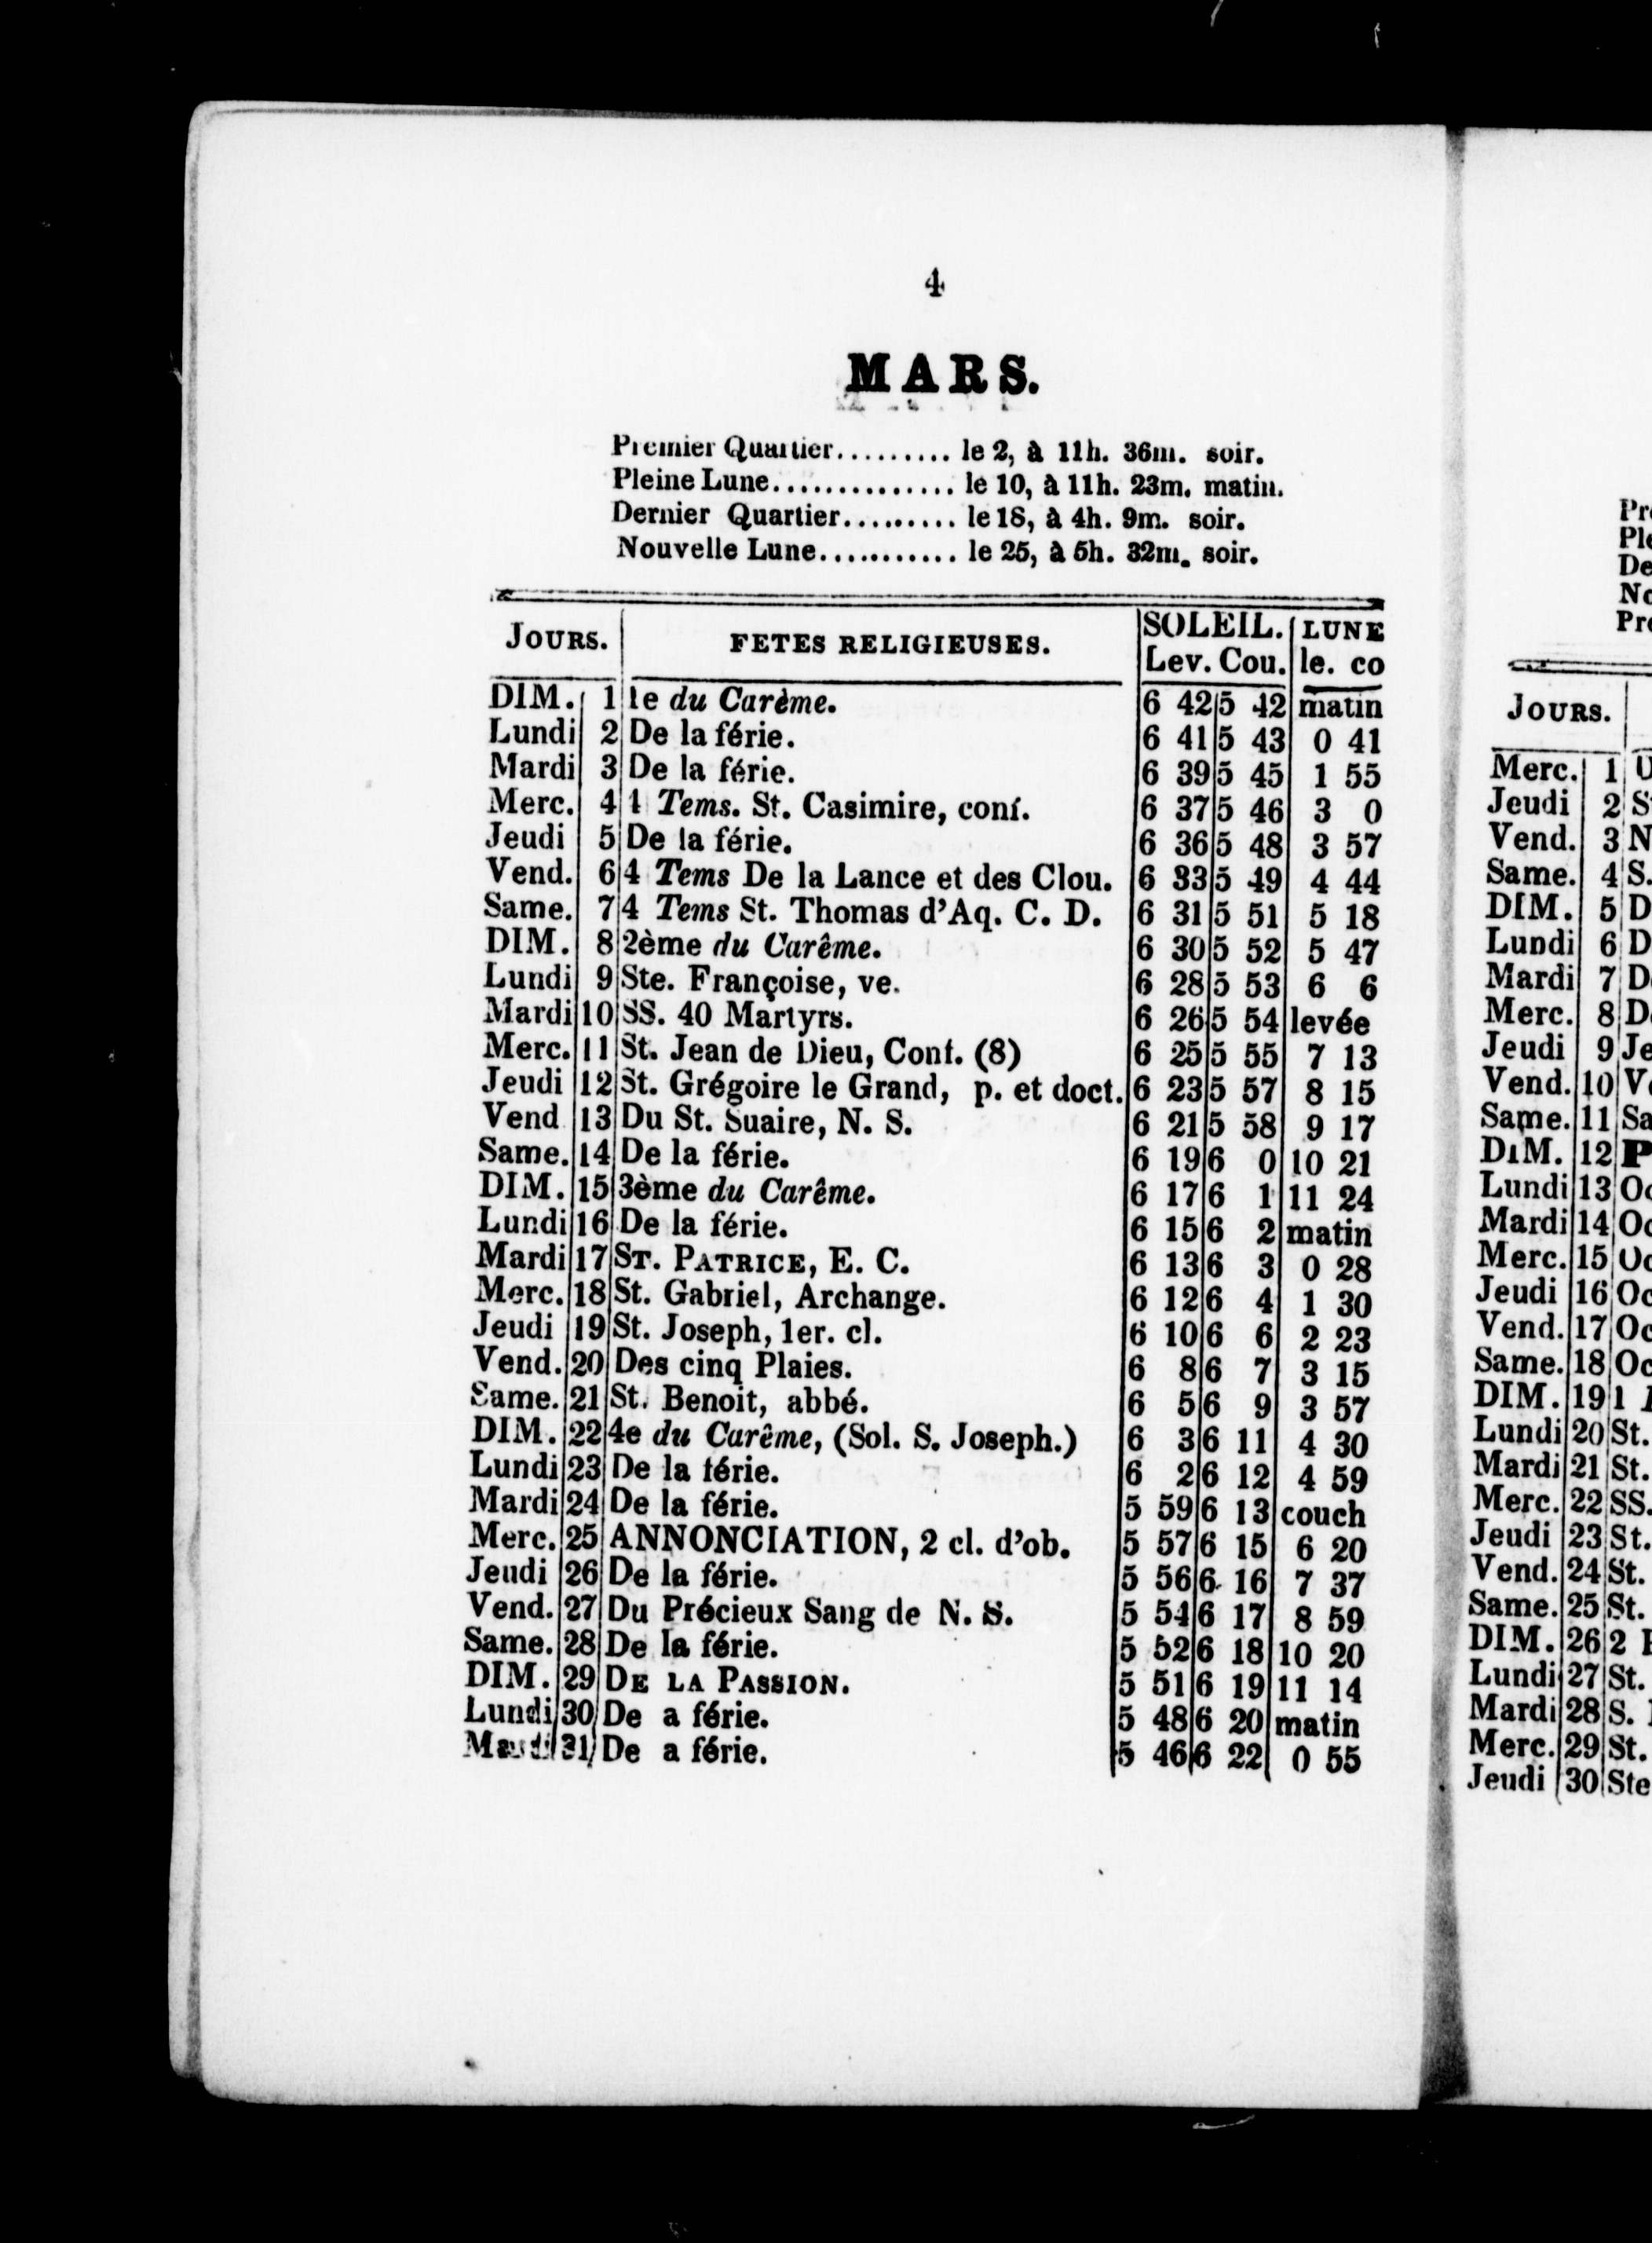 4
MARS.
Premier Quartier......... le 2, à 11h. 36m. soir.
Pleine Lune.............. le 10, à 11h. 23m. matin.
Dernier Quartier......... le 18, à 4h. 9m. soir.
Nouvelle Lune........... le 25, à 5h. 32m. soir.
JOURS. FETES RELIGIEUSES. SOLEIL. LUNE
Lev. Cou. le. co
DIM. 1 1e du Carème. 6 42 5 42 matin
Lundi 2 De la férie. 6 41 5 43 0 41
Mardi 3 De la férie. 6 39 5 45 1 55
Merc. 4 4 Tems. St. Casimire, conf. 6 37 5 46 3 0
Jeudi 5 De la férie. 6 36 5 48 3 57
Vend. 6 4 Tems De la Lance et des Clou. 6 33 5 49 4 44
Same. 7 4 Tems St. Thomas d'Aq. C. D. 6 31 5 51 5 18
DIM. 8 2ème du Carême. 6 30 5 52 5 47
Lundi 9 Ste. Françoise, ve. 6 28 5 53 6 6
Mardi 10 SS. 40 Martyrs. 6 26 5 54 levée
Merc. 11 St. Jean de Dieu, Conf. (8) 6 25 5 55 7 13
Jeudi 12 St. Grégoire le Grand, p. et doct. 6 23 5 57 8 15
Vend 13 Du St. Suaire, N. S. 6 21 5 58 9 17
Same. 14 De la férie. 6 19 6 0 10 21
DIM. 15 3ème du Carême. 6 17 6 1 11 24
Lundi 16 De la férie. 6 15 6 2 matin
Mardi 17 ST. PATRICE, E. C. 6 13 6 3 0 28
Merc. 18 St. Gabriel, Archange. 6 12 6 4 1 30
Jeudi 19 St. Joseph, 1er. cl. 6 10 6 6 2 23
Vend. 20 Des cinq Plaies. 6 8 6 7 3 15
Same. 21 St. Benoit, abbé. 6 5 6 9 3 57
DIM. 22 4e du Carême, (Sol. S. Joseph.) 6 3 6 11 4 30
Lundi 23 De la férie. 6 2 6 12 4 59
Mardi 24 De la férie. 5 59 6 13 couch
Merc. 25 ANNONCIATION, 2 cl. d'ob. 5 57 6 15 6 20
Jeudi 26 De la férie. 5 56 6 16 7 37
Vend. 27 Du Précieux Sang de N. S. 5 54 6 17 8 59
Same. 28 De la férie. 5 52 6 18 10 20
DIM. 29 DE LA PASSION. 5 51 6 19 11 14
Lundi 30 De a férie. 5 48 6 20 matin
Mardi 31 De a férie. 5 46 6 22 0 55
JOURS.
Merc. 1
Jeudi 2
Vend. 3
Same. 4 S.
DIM. 5
Lundi 6
Mardi 7
Merc. 8
Jeudi 9
Vend. 10
Same. 11
DIM. 12
Lundi 13
Mardi 14
Merc. 15
Jeudi 16
Vend. 17
Same. 18
DIM. 19 1
Lundi 20 St.
Mardi 21 St.
Merc. 22 SS.
Jeudi 23 St.
Vend. 24 St.
Same. 25 St.
DIM. 26 2
Lundi 27 St.
Mardi 28 S.
Merc. 29 St.
Jeudi 30 Ste